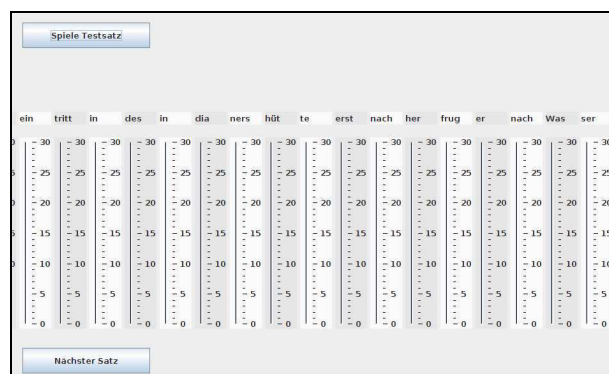 Spiele Testsatz
ein tritt in des in dia ners hüt te erst nach her frug er nach Was ser
30 30 30 30 30 30 30 30 30 30 30 30 30 30 30 30
25 25 25 25 25 25 25 25 25 25 25 25 25 25 25 25
20 20 20 20 20 20 20 20 20 20 20 20 20 20 20 20
15 15 15 15 15 15 15 15 15 15 15 15 15 15 15 15
10 10 10 10 10 10 10 10 10 10 10 10 10 10 10 10
5 5 5 5 5 5 5 5 5 5 5 5 5 5 5 5
0 0 0 0 0 0 0 0 0 0 0 0 0 0 0 0
Nächster Satz